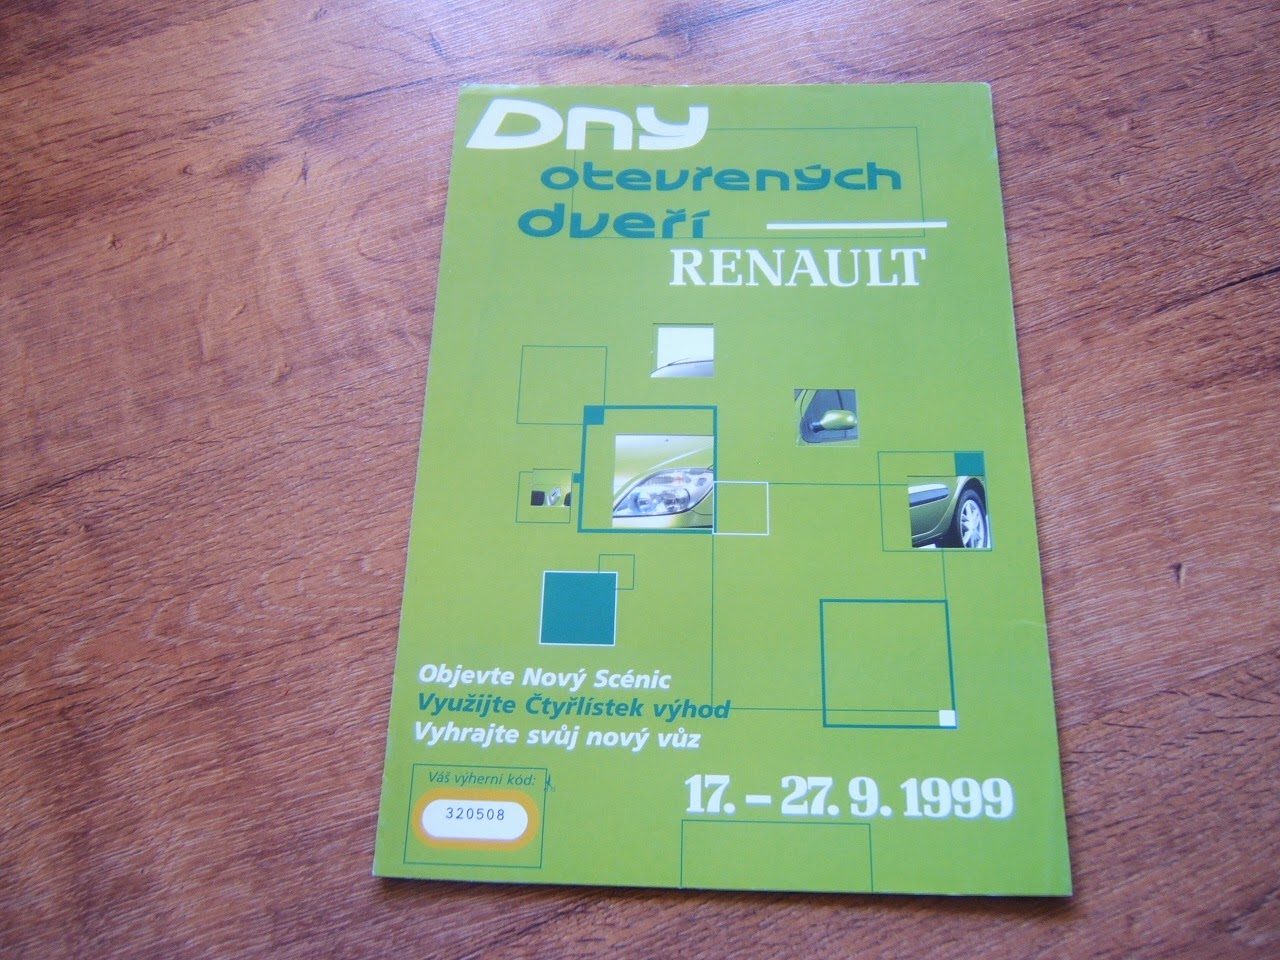 Dny
otevřených
dveří
RENAULT
Objevte Nový Scénic
Využijte Čtyřlístek výhod
Vyhrajte svůj nový vůz
Váš výherní kód:
320508
17. – 27. 9. 1999